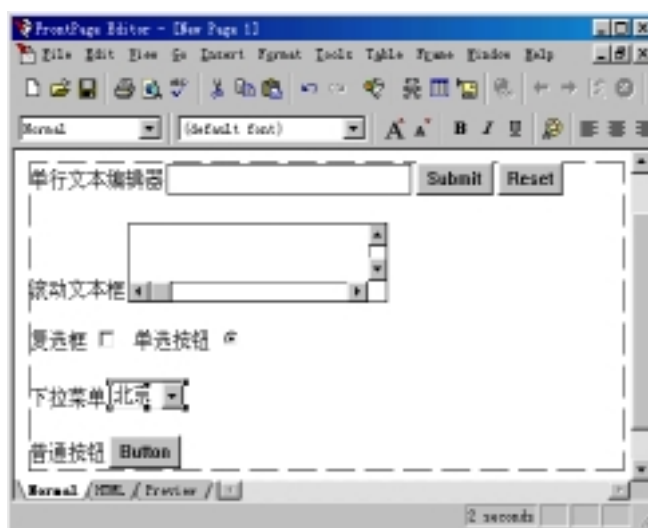 FrontPage Editor - [New Page 1]
File Edit View Go Insert Format Tools Table Frame Window Help
Normal (default font) A A B I U
单行文本编辑器 Submit Reset
滚动文本框
复选框 单选按钮
下拉菜单 北京
普通按钮 Button
Normal / HTML / Preview /
2 seconds